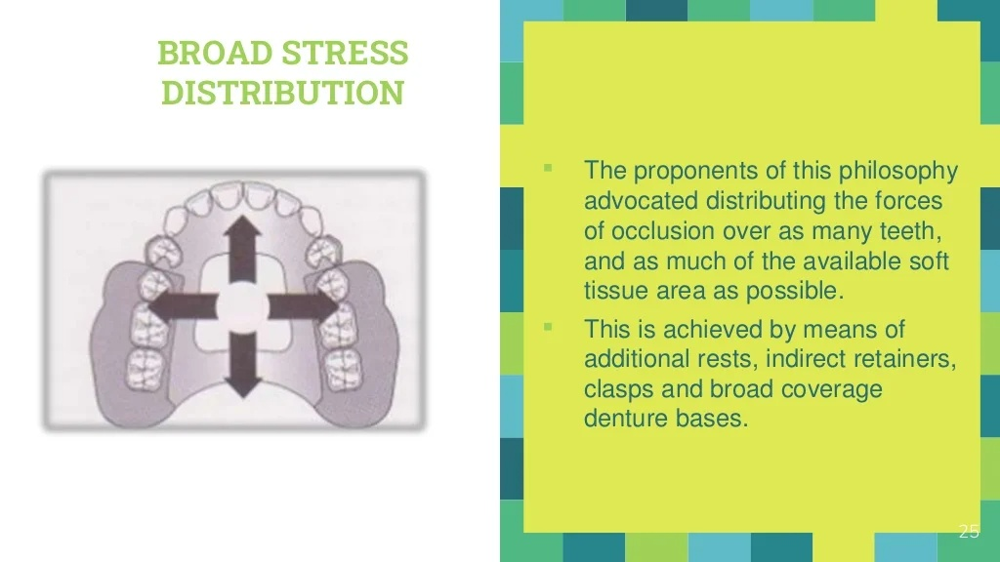 BROAD STRESS
DISTRIBUTION
▪ The proponents of this philosophy
advocated distributing the forces
of occlusion over as many teeth,
and as much of the available soft
tissue area as possible.
▪ This is achieved by means of
additional rests, indirect retainers,
clasps and broad coverage
denture bases.
25